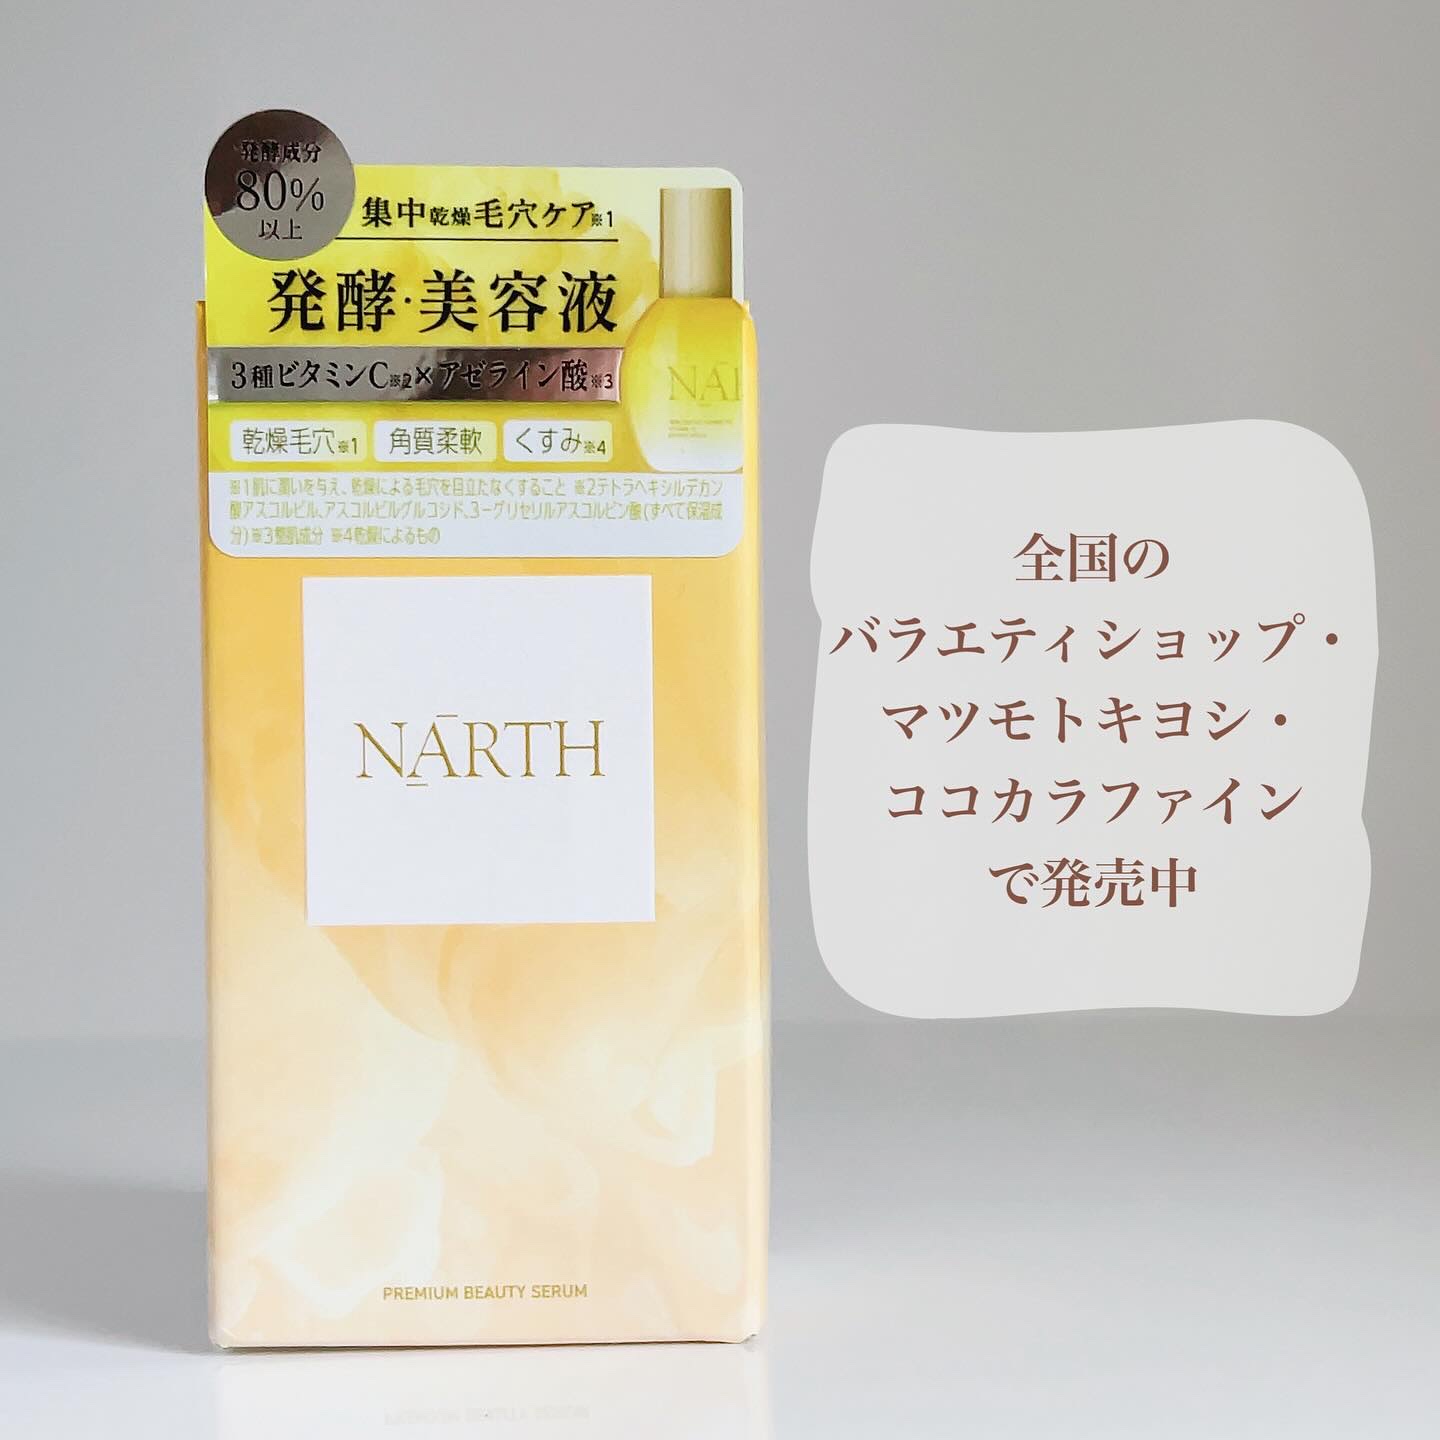 発酵成分
80%
以上
集中乾燥毛穴ケア※1
発酵・美容液
3種ビタミンC※2×アゼライン酸※3
乾燥毛穴※1 角質柔軟 くすみ※4
※1肌に潤いを与え、乾燥による毛穴を目立たなくすること ※2テトラヘキシルデカン
酸アスコルビル、アスコルビルグルコシド、3-グリセリルアスコルビン酸(すべて保湿成
分)※3整肌成分 ※4乾燥によるもの
NĀRTH
PREMIUM BEAUTY SERUM
全国の
バラエティショップ・
マツモトキヨシ・
ココカラファイン
で発売中